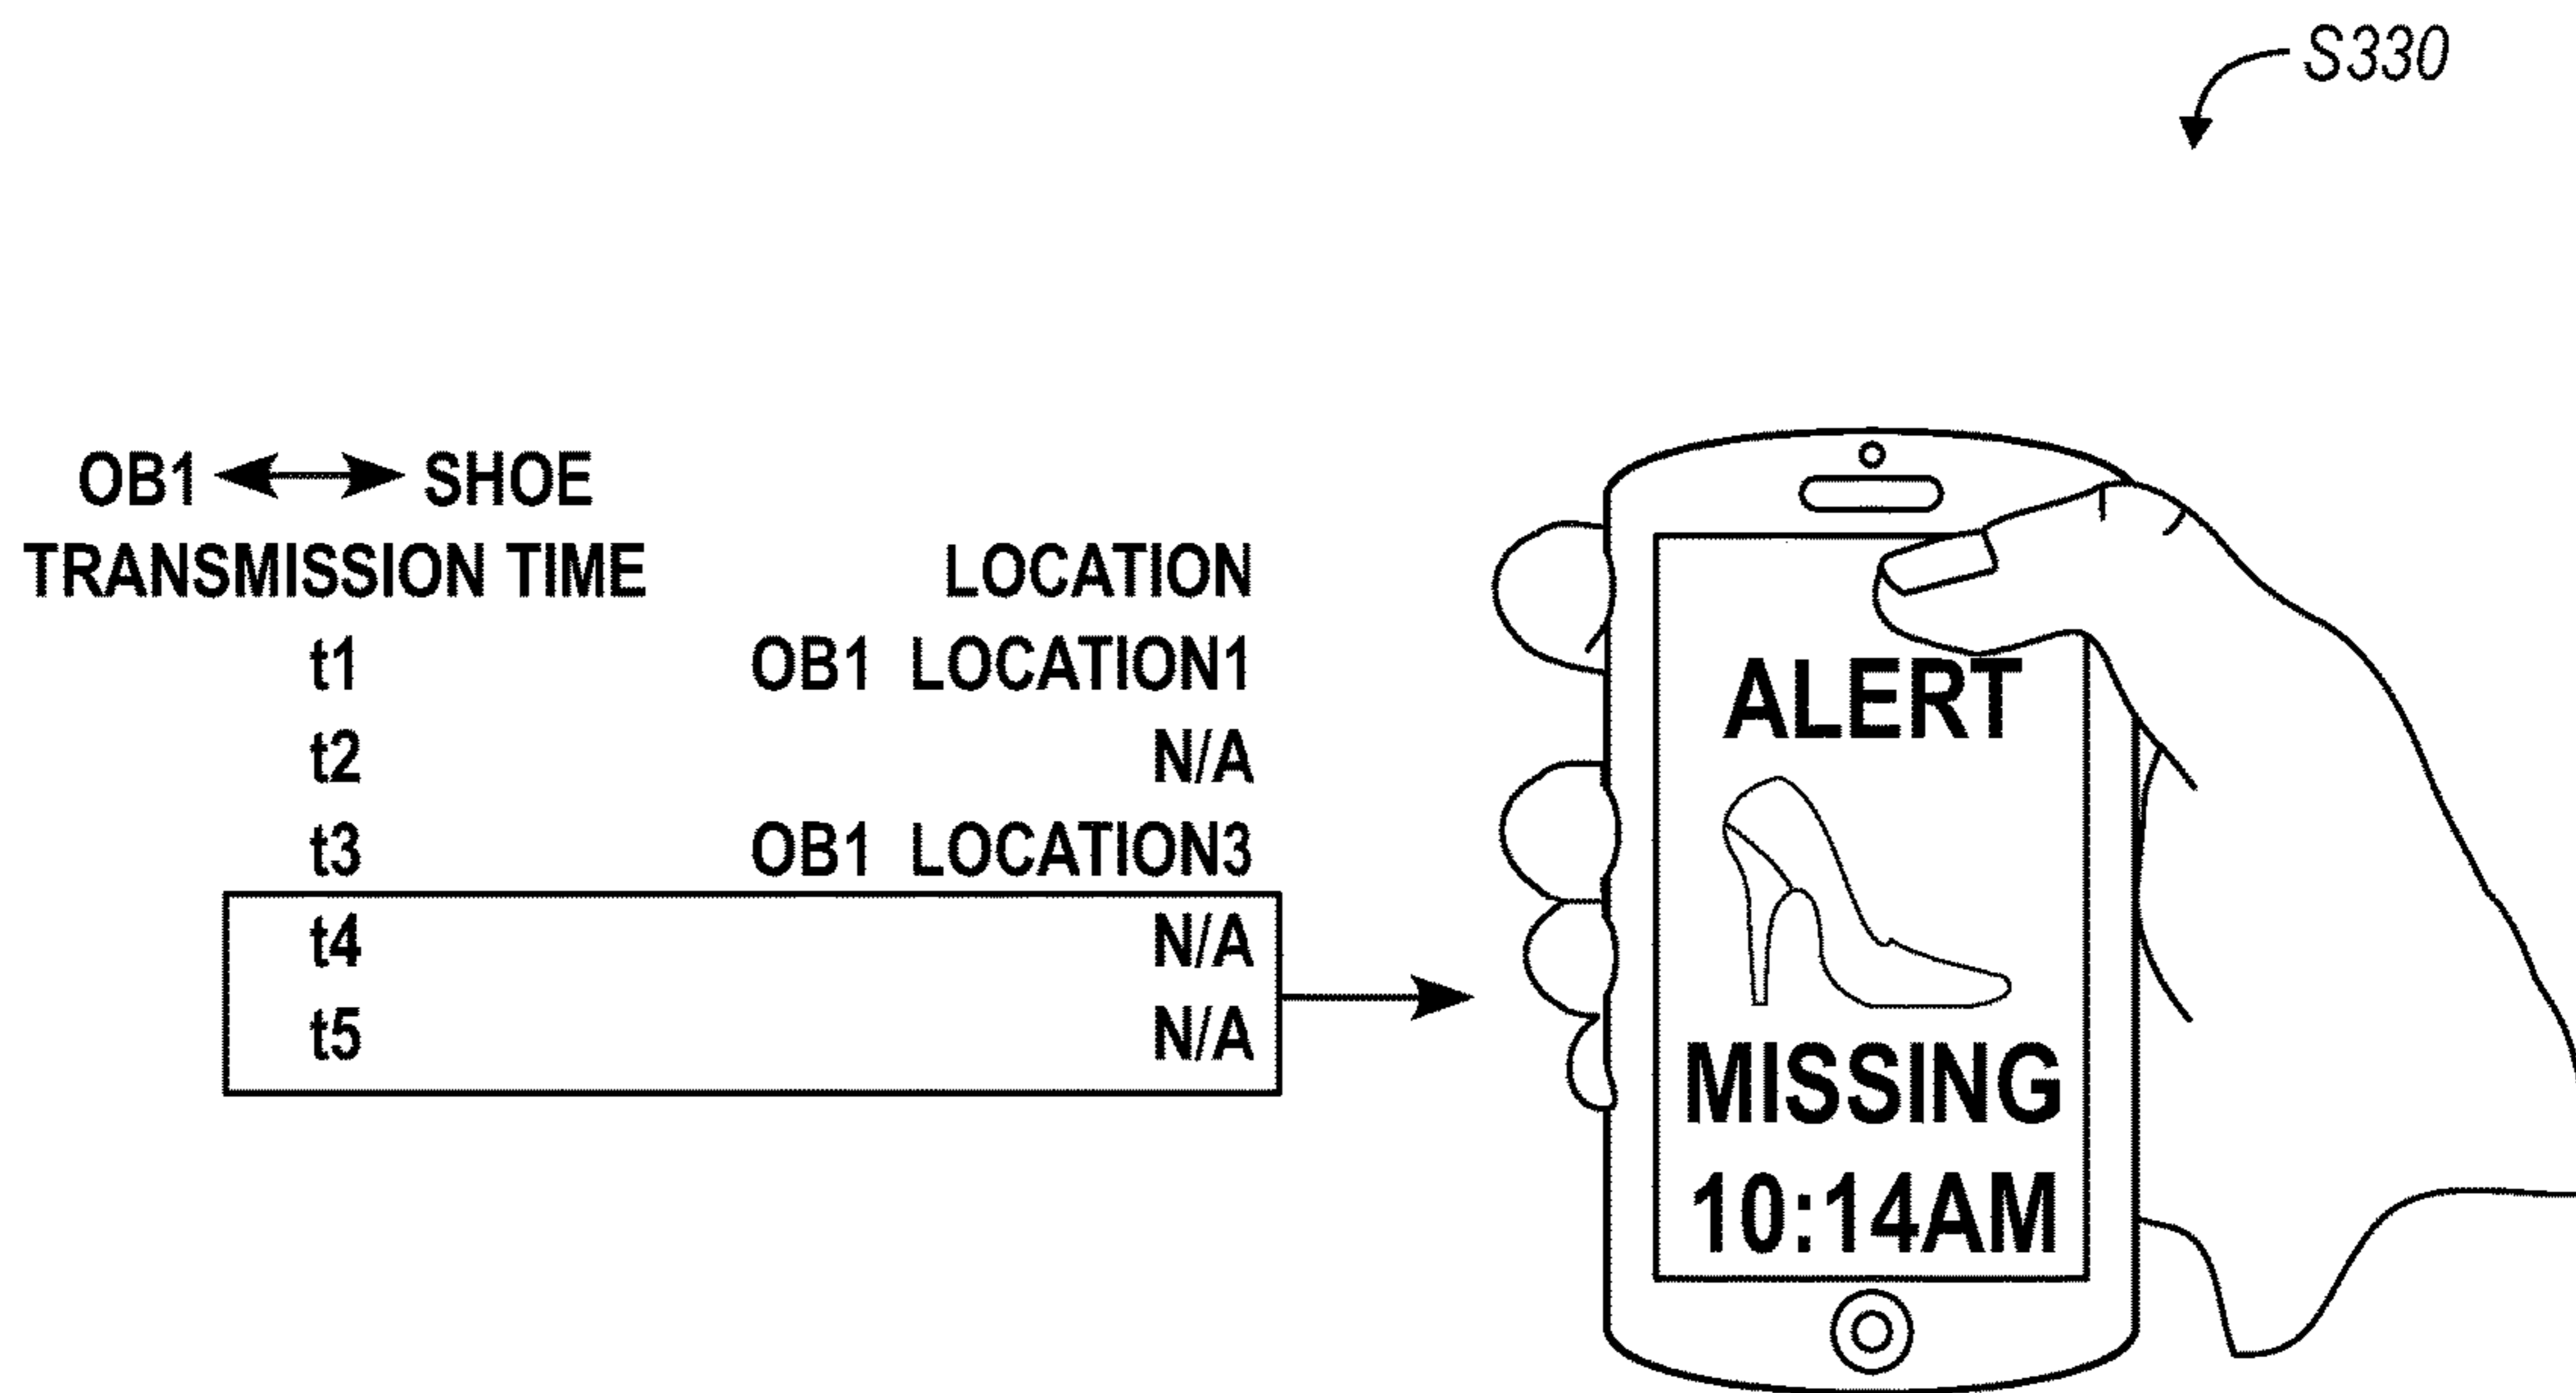 S330
OB1 ↔ SHOE
TRANSMISSION TIME LOCATION
t1 OB1 LOCATION1
t2 N/A
t3 OB1 LOCATION3
t4 N/A
t5 N/A
ALERT
MISSING
10:14AM